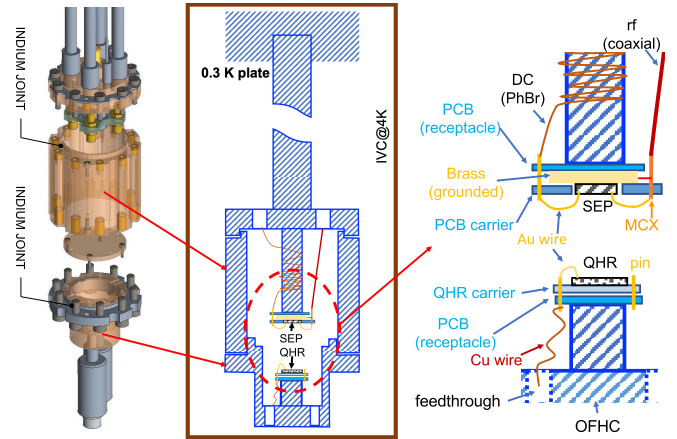 INDIUM JOINT
INDIUM JOINT
0.3 K plate
IVC@4K
SEP
QHR
rf
(coaxial)
DC
(PhBr)
PCB
(receptacle)
Brass
(grounded)
SEP
PCB carrier
MCX
Au wire
QHR
pin
QHR carrier
PCB
(receptacle)
Cu wire
feedthrough
OFHC